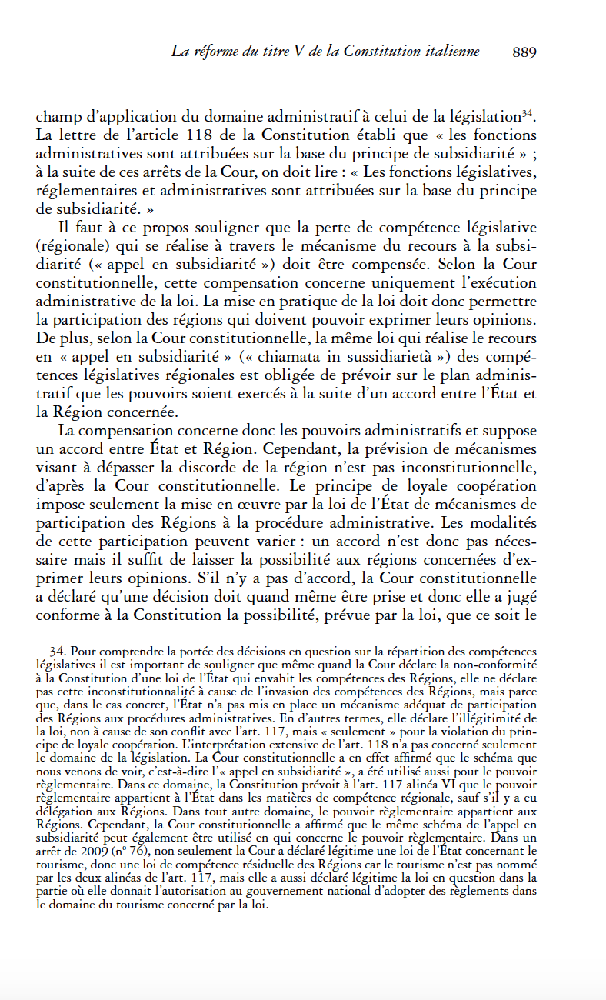 La réforme du titre V de la Constitution italienne 889
champ d’application du domaine administratif à celui de la législation³⁴.
La lettre de l’article 118 de la Constitution établi que « les fonctions
administratives sont attribuées sur la base du principe de subsidiarité » ;
à la suite de ces arrêts de la Cour, on doit lire : « Les fonctions législatives,
réglementaires et administratives sont attribuées sur la base du principe
de subsidiarité. »
Il faut à ce propos souligner que la perte de compétence législative
(régionale) qui se réalise à travers le mécanisme du recours à la subsi-
diarité (« appel en subsidiarité ») doit être compensée. Selon la Cour
constitutionnelle, cette compensation concerne uniquement l’exécution
administrative de la loi. La mise en pratique de la loi doit donc permettre
la participation des régions qui doivent pouvoir exprimer leurs opinions.
De plus, selon la Cour constitutionnelle, la même loi qui réalise le recours
en « appel en subsidiarité » (« chiamata in sussidiarietà ») des compé-
tences législatives régionales est obligée de prévoir sur le plan adminis-
tratif que les pouvoirs soient exercés à la suite d’un accord entre l’État et
la Région concernée.
La compensation concerne donc les pouvoirs administratifs et suppose
un accord entre État et Région. Cependant, la prévision de mécanismes
visant à dépasser la discorde de la région n’est pas inconstitutionnelle,
d’après la Cour constitutionnelle. Le principe de loyale coopération
impose seulement la mise en œuvre par la loi de l’État de mécanismes de
participation des Régions à la procédure administrative. Les modalités
de cette participation peuvent varier : un accord n’est donc pas néces-
saire mais il suffit de laisser la possibilité aux régions concernées d’ex-
primer leurs opinions. S’il n’y a pas d’accord, la Cour constitutionnelle
a déclaré qu’une décision doit quand même être prise et donc elle a jugé
conforme à la Constitution la possibilité, prévue par la loi, que ce soit le
34. Pour comprendre la portée des décisions en question sur la répartition des compétences
législatives il est important de souligner que même quand la Cour déclare la non-conformité
à la Constitution d’une loi de l’État qui envahit les compétences des Régions, elle ne déclare
pas cette inconstitutionnalité à cause de l’invasion des compétences des Régions, mais parce
que, dans le cas concret, l’État n’a pas mis en place un mécanisme adéquat de participation
des Régions aux procédures administratives. En d’autres termes, elle déclare l’illégitimité de
la loi, non à cause de son conflit avec l’art. 117, mais « seulement » pour la violation du prin-
cipe de loyale coopération. L’interprétation extensive de l’art. 118 n’a pas concerné seulement
le domaine de la législation. La Cour constitutionnelle a en effet affirmé que le schéma que
nous venons de voir, c’est-à-dire l’« appel en subsidiarité », a été utilisé aussi pour le pouvoir
règlementaire. Dans ce domaine, la Constitution prévoit à l’art. 117 alinéa VI que le pouvoir
règlementaire appartient à l’État dans les matières de compétence régionale, sauf s’il y a eu
délégation aux Régions. Dans tout autre domaine, le pouvoir règlementaire appartient aux
Régions. Cependant, la Cour constitutionnelle a affirmé que le même schéma de l’appel en
subsidiarité peut également être utilisé en qui concerne le pouvoir règlementaire. Dans un
arrêt de 2009 (nº 76), non seulement la Cour a déclaré légitime une loi de l’État concernant le
tourisme, donc une loi de compétence résiduelle des Régions car le tourisme n’est pas nommé
par les deux alinéas de l’art. 117, mais elle a aussi déclaré légitime la loi en question dans la
partie où elle donnait l’autorisation au gouvernement national d’adopter des règlements dans
le domaine du tourisme concerné par la loi.